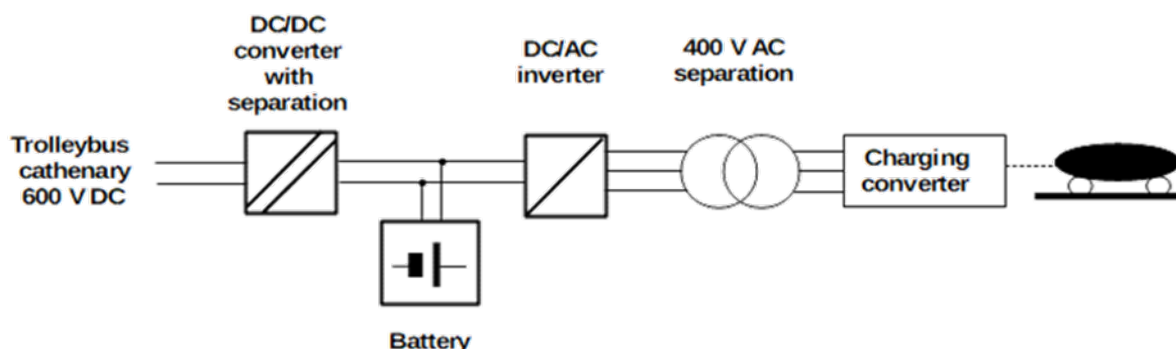 DC/DC
converter
with
separation
DC/AC
inverter
400 V AC
separation
Trolleybus
cathenary
600 V DC
Charging
converter
Battery